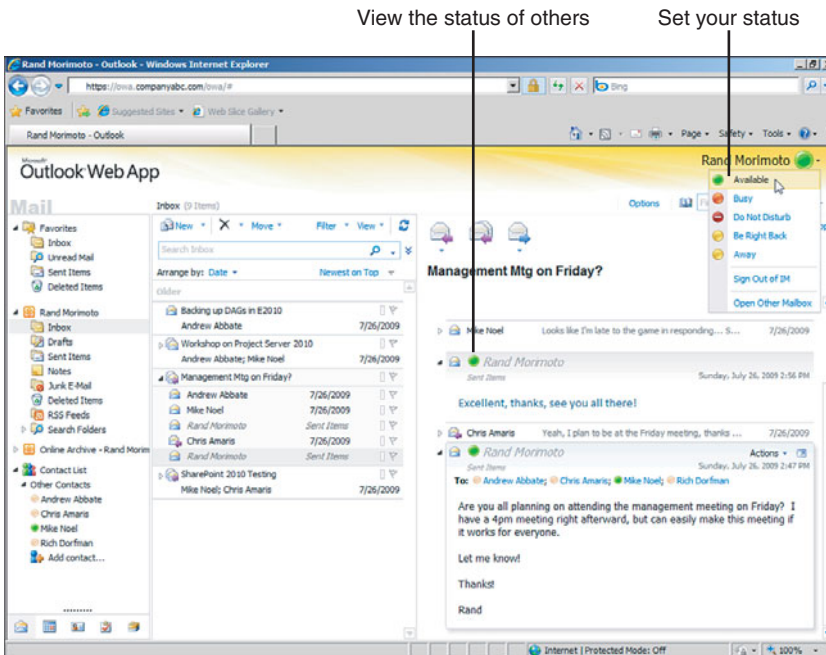 View the status of others
Set your status
Rand Morimoto - Outlook - Windows Internet Explorer
https://owa.companyabc.com/owa/#
Bing
Favorites
Suggested Sites
Web Slice Gallery
Rand Morimoto - Outlook
Page
Safety
Tools
Microsoft
Outlook Web App
Rand Morimoto
Available
Busy
Do Not Disturb
Be Right Back
Away
Sign Out of IM
Open Other Mailbox
Mail
Inbox (9 Items)
Options
Favorites
Inbox
Unread Mail
Sent Items
Deleted Items
Rand Morimoto
Inbox
Drafts
Sent Items
Notes
Junk E-Mail
Deleted Items
RSS Feeds
Search Folders
Online Archive - Rand Morim
Contact List
Other Contacts
Andrew Abbate
Chris Amaris
Mike Noel
Rich Dorfman
Add contact...
New
Move
Filter
View
Search Inbox
Arrange by: Date
Newest on Top
Older
Backing up DAGs in E2010
Andrew Abbate 7/26/2009
Workshop on Project Server 2010
Andrew Abbate; Mike Noel 7/26/2009
Management Mtg on Friday?
Andrew Abbate 7/26/2009
Mike Noel 7/26/2009
Rand Morimoto Sent Items
Chris Amaris 7/26/2009
Rand Morimoto Sent Items
SharePoint 2010 Testing
Mike Noel; Chris Amaris 7/26/2009
Management Mtg on Friday?
Mike Noel Looks like I'm late to the game in responding... S... 7/26/2009
Rand Morimoto
Sent Items Sunday, July 26, 2009 2:56 PM
Excellent, thanks, see you all there!
Chris Amaris Yeah, I plan to be at the Friday meeting, thanks ... 7/26/2009
Rand Morimoto Actions
Sent Items Sunday, July 26, 2009 2:47 PM
To: Andrew Abbate; Chris Amaris; Mike Noel; Rich Dorfman
Are you all planning on attending the management meeting on Friday? I
have a 4pm meeting right afterward, but can easily make this meeting if
it works for everyone.
Let me know!
Thanks!
Rand
Internet | Protected Mode: Off
100%